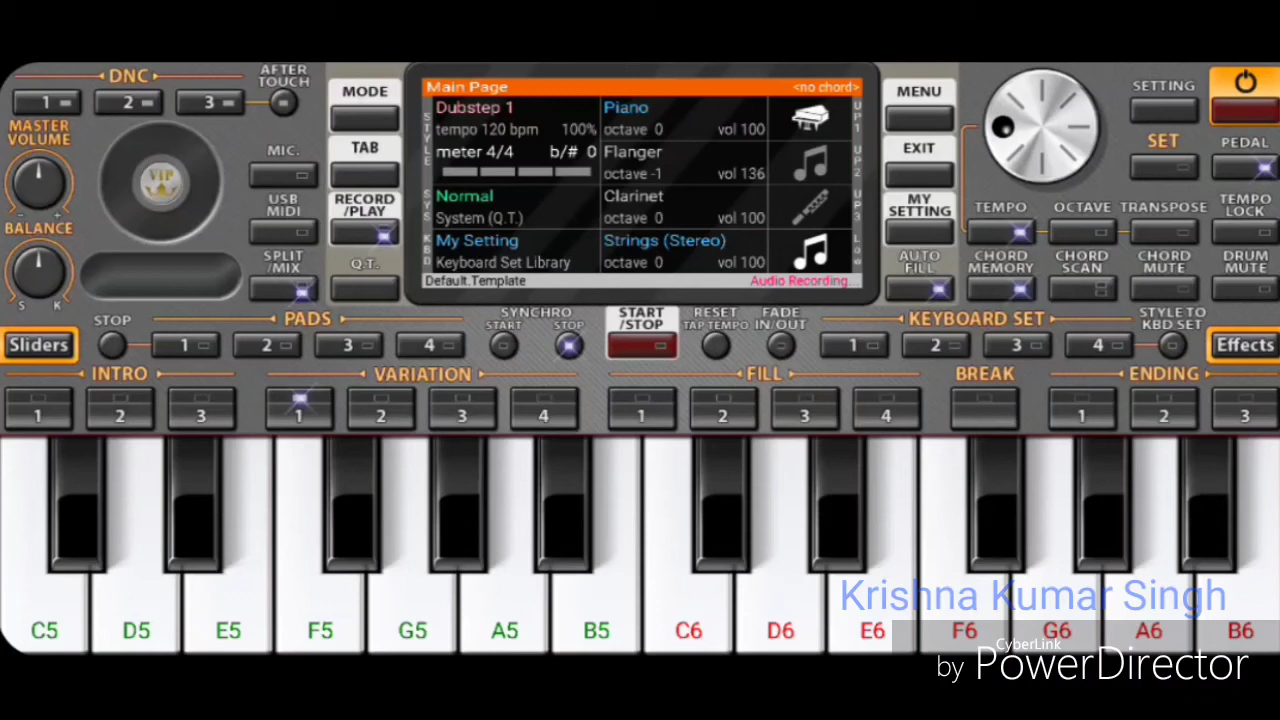 DNC
AFTER
TOUCH
1 2 3
MASTER
VOLUME
- +
BALANCE
S K
VIP
MIC.
USB
MIDI
SPLIT
/MIX
MODE
TAB
RECORD
/PLAY
Q.T.
Main Page <no chord>
STYLE
Dubstep 1
tempo 120 bpm 100%
meter 4/4 b/# 0
SYS
Normal
System (Q.T.)
KBD
My Setting
Keyboard Set Library
Piano
octave 0 vol 100
UP1
Flanger
octave -1 vol 136
UP2
Clarinet
octave 0 vol 100
UP3
Strings (Stereo)
octave 0 vol 100
Low
Default.Template Audio Recording...
MENU
EXIT
MY
SETTING
AUTO
FILL
SETTING
SET
PEDAL
TEMPO OCTAVE TRANSPOSE TEMPO
LOCK
CHORD
MEMORY
CHORD
SCAN
CHORD
MUTE
DRUM
MUTE
Sliders
STOP
PADS
1 2 3 4
SYNCHRO
START STOP
START
/STOP
RESET
TAP TEMPO
FADE
IN/OUT
KEYBOARD SET
1 2 3 4
STYLE TO
KBD SET
Effects
INTRO VARIATION FILL BREAK ENDING
1 2 3 1 2 3 4 1 2 3 4 1 2 3
C5 D5 E5 F5 G5 A5 B5 C6 D6 E6 F6 G6 A6 B6
Krishna Kumar Singh
CyberLink
by PowerDirector